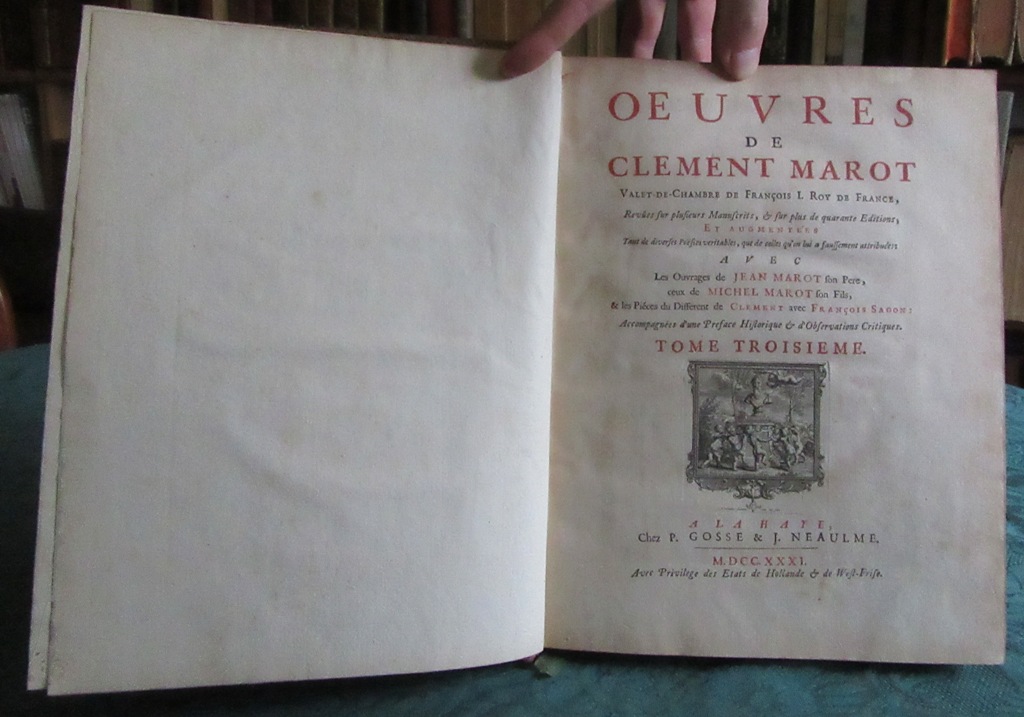 OEUVRES
DE
CLEMENT MAROT
VALET-DE-CHAMBRE DE FRANÇOIS I. ROY DE FRANCE,
Revûes ſur pluſieurs Manuſcrits, & ſur plus de quarante Editions,
ET AUGMENTÉES
Tant de diverſes Poëſies veritables, que de celles qu'on lui a fauſſement attribuées:
AVEC
Les Ouvrages de JEAN MAROT ſon Pere,
ceux de MICHEL MAROT ſon Fils,
& les Piéces du Different de CLEMENT avec FRANÇOIS SAGON:
Accompagnées d'une Preface Hiſtorique & d'Obſervations Critiques.
TOME TROISIEME.
A LA HAYE,
Chez P. GOSSE & J. NEAULME.
M.DCC.XXXI.
Avec Privilege des Etats de Hollande & de Weſt-Friſe.